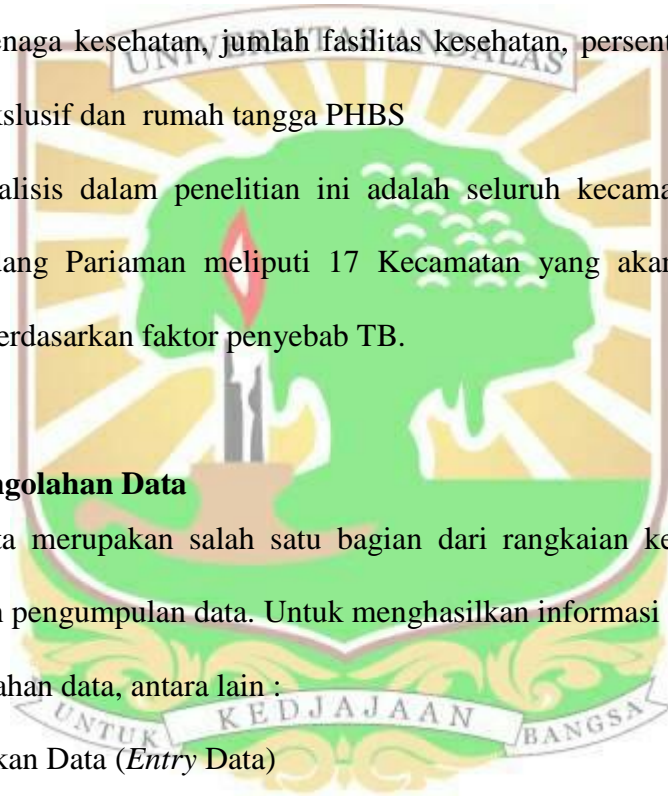 enaga kesehatan, jumlah fasilitas kesehatan, persent
UNIVERSITAS ANDALAS
kslusif dan rumah tangga PHBS
alisis dalam penelitian ini adalah seluruh kecama
ang Pariaman meliputi 17 Kecamatan yang akan
erdasarkan faktor penyebab TB.
ngolahan Data
ta merupakan salah satu bagian dari rangkaian ke
n pengumpulan data. Untuk menghasilkan informasi
ahan data, antara lain :
UNTUK KEDJAJAAN BANGSA
kan Data (Entry Data)